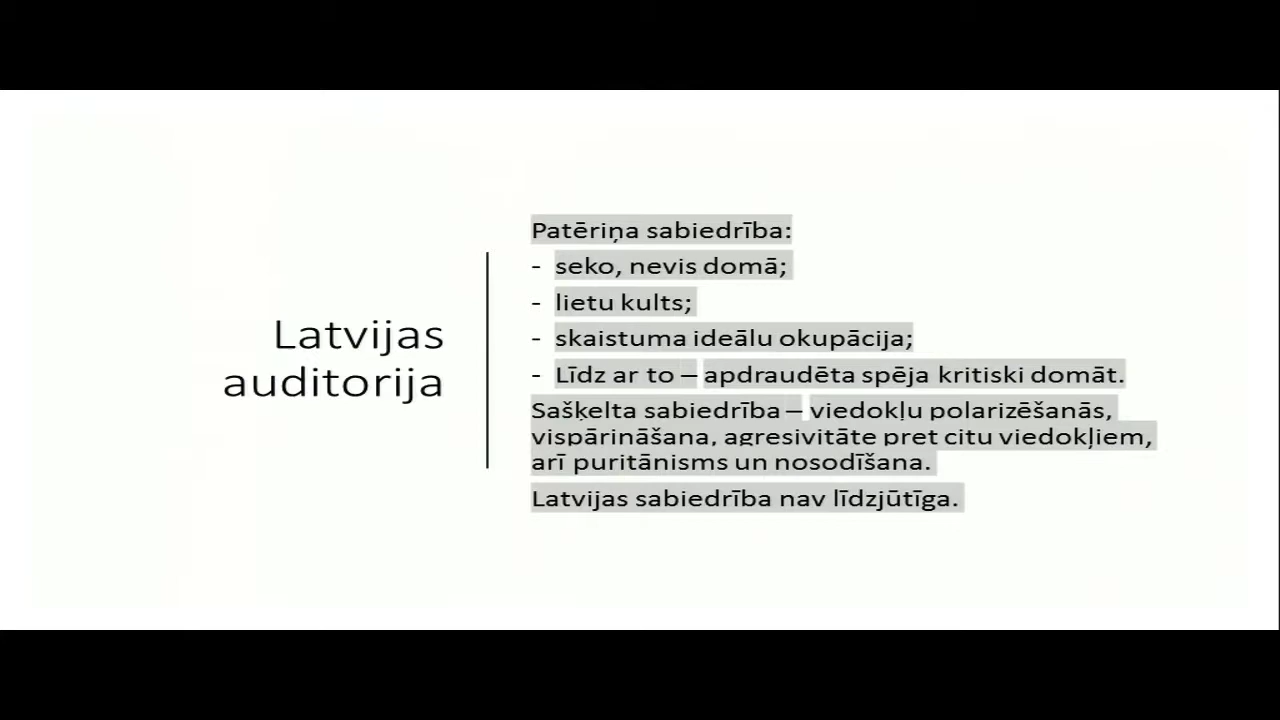 Latvijas
auditorija
Patēriņa sabiedrība:
- seko, nevis domā;
- lietu kults;
- skaistuma ideālu okupācija;
- Līdz ar to – apdraudēta spēja kritiski domāt.
Sašķelta sabiedrība – viedokļu polarizēšanās,
vispārināšana, agresivitāte pret citu viedokļiem,
arī puritānisms un nosodīšana.
Latvijas sabiedrība nav līdzjūtīga.